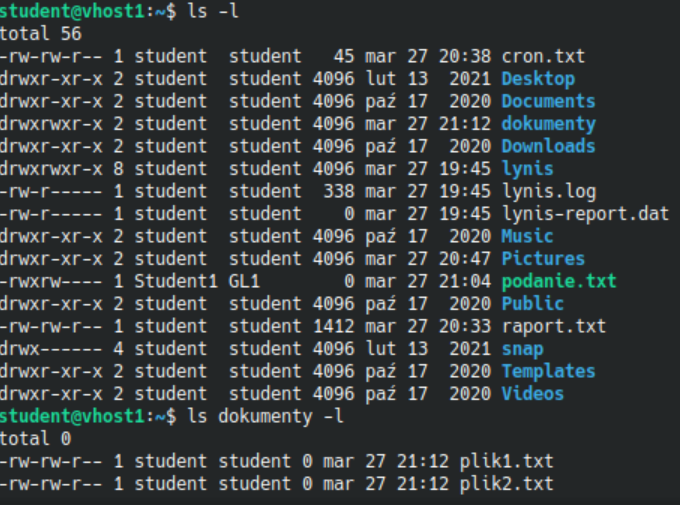 student@vhost1:~$ ls -l
total 56
-rw-rw-r-- 1 student  student   45 mar 27 20:38 cron.txt
drwxr-xr-x 2 student  student 4096 lut 13  2021 Desktop
drwxr-xr-x 2 student  student 4096 paź 17  2020 Documents
drwxrwxr-x 2 student  student 4096 mar 27 21:12 dokumenty
drwxr-xr-x 2 student  student 4096 paź 17  2020 Downloads
drwxrwxr-x 8 student  student 4096 mar 27 19:45 lynis
-rw-r----- 1 student  student  338 mar 27 19:45 lynis.log
-rw-r----- 1 student  student    0 mar 27 19:45 lynis-report.dat
drwxr-xr-x 2 student  student 4096 paź 17  2020 Music
drwxr-xr-x 2 student  student 4096 mar 27 20:47 Pictures
-rwxrw---- 1 Student1 GL1        0 mar 27 21:04 podanie.txt
drwxr-xr-x 2 student  student 4096 paź 17  2020 Public
-rw-rw-r-- 1 student  student 1412 mar 27 20:33 raport.txt
drwx------ 4 student  student 4096 lut 13  2021 snap
drwxr-xr-x 2 student  student 4096 paź 17  2020 Templates
drwxr-xr-x 2 student  student 4096 paź 17  2020 Videos
student@vhost1:~$ ls dokumenty -l
total 0
-rw-rw-r-- 1 student student 0 mar 27 21:12 plik1.txt
-rw-rw-r-- 1 student student 0 mar 27 21:12 plik2.txt